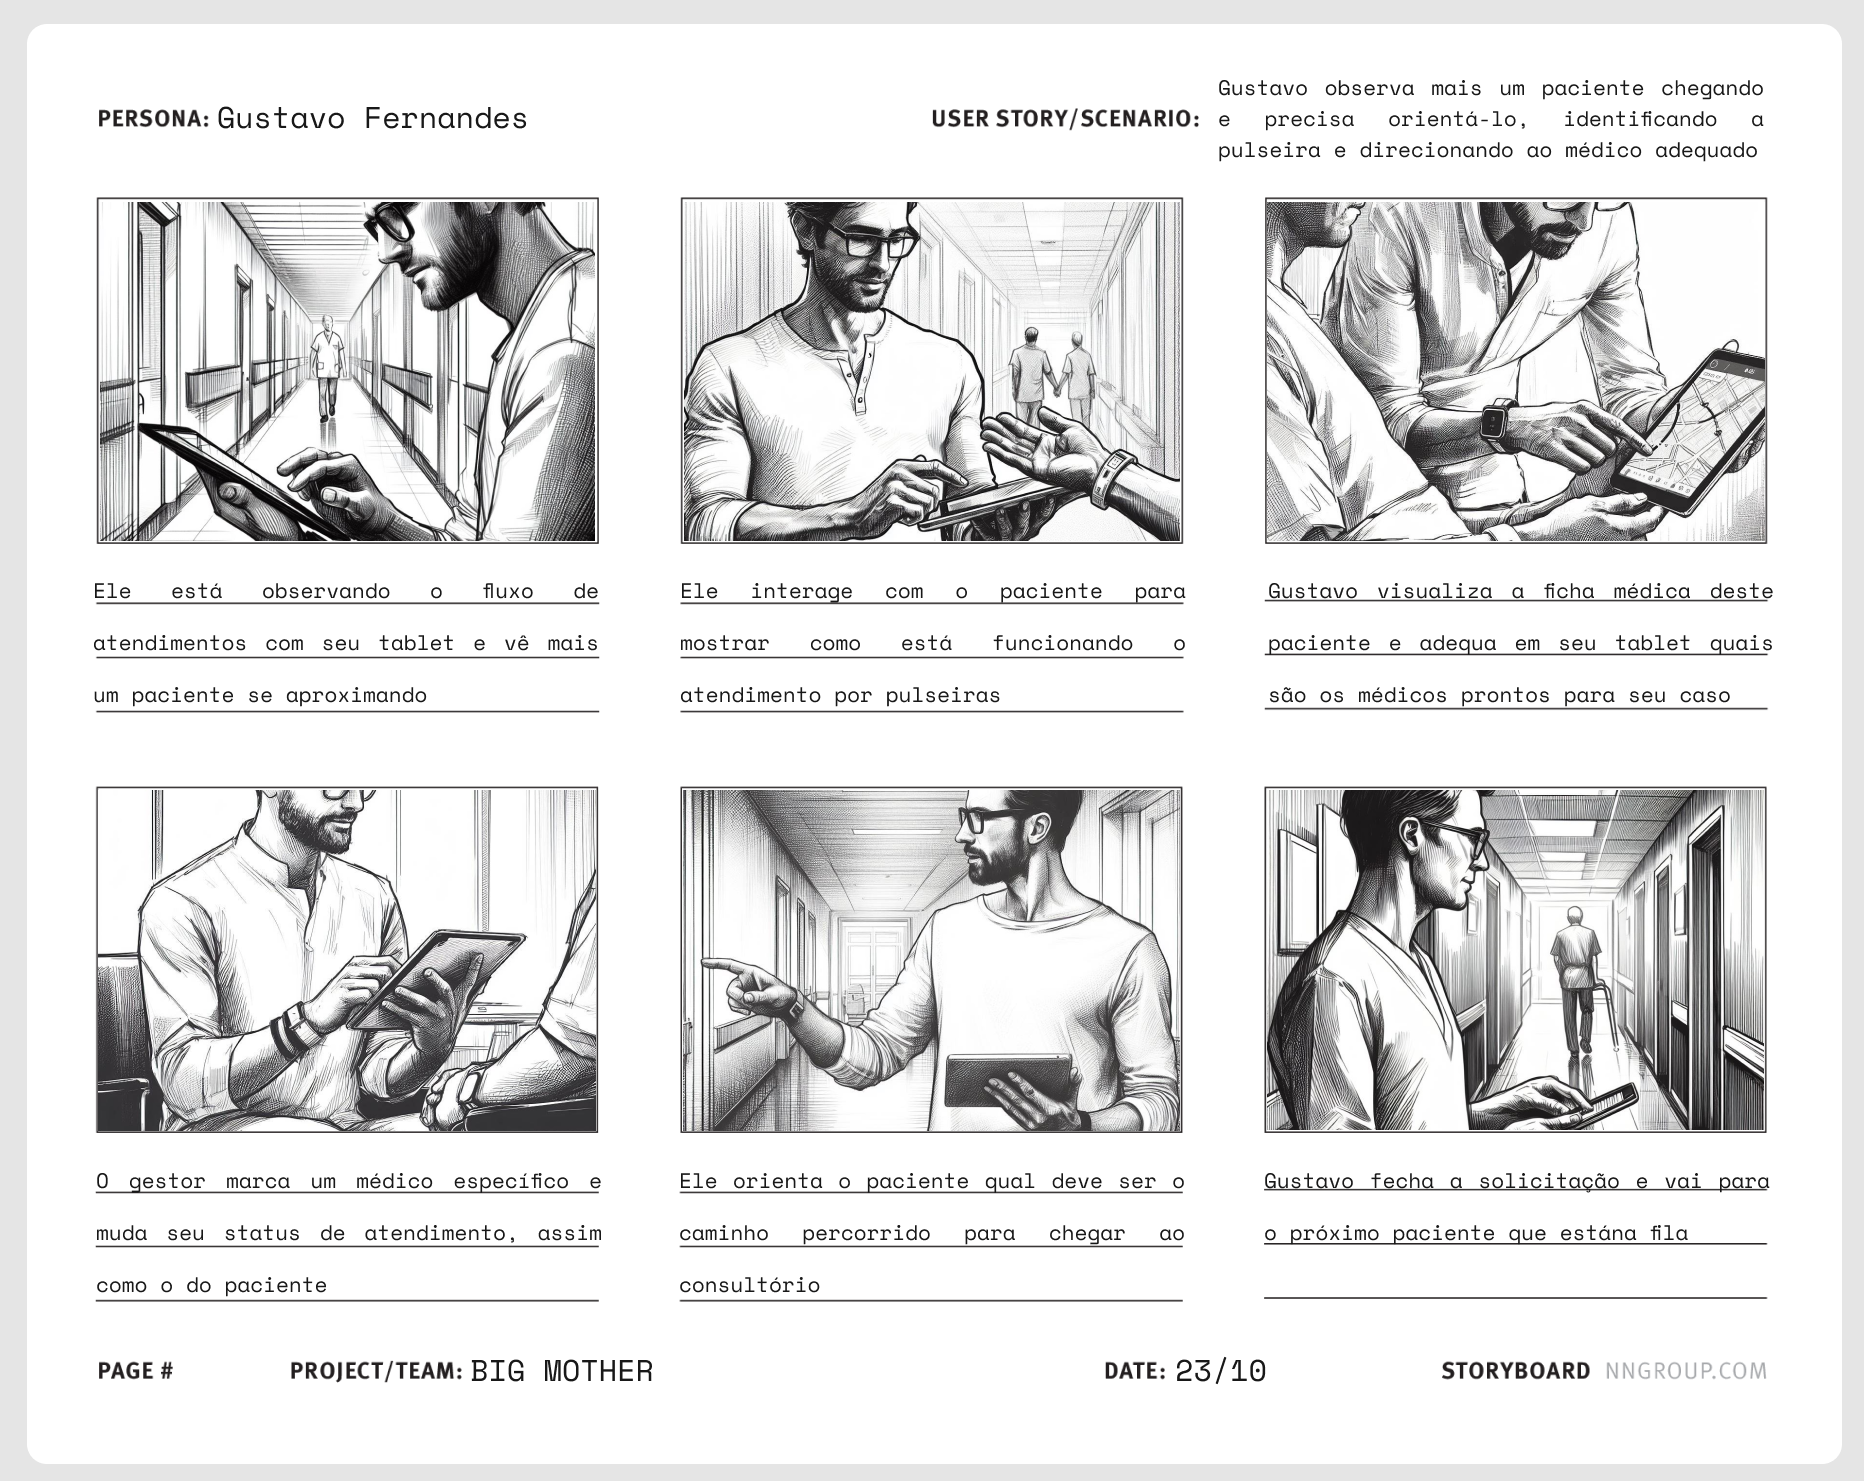 PERSONA: Gustavo Fernandes
USER STORY/SCENARIO:
Gustavo observa mais um paciente chegando
e precisa orientá-lo, identificando a
pulseira e direcionando ao médico adequado
Ele está observando o fluxo de
atendimentos com seu tablet e vê mais
um paciente se aproximando
Ele interage com o paciente para
mostrar como está funcionando o
atendimento por pulseiras
Gustavo visualiza a ficha médica deste
paciente e adequa em seu tablet quais
são os médicos prontos para seu caso
O gestor marca um médico específico e
muda seu status de atendimento, assim
como o do paciente
Ele orienta o paciente qual deve ser o
caminho percorrido para chegar ao
consultório
Gustavo fecha a solicitação e vai para
o próximo paciente que estána fila
PAGE # PROJECT/TEAM: BIG MOTHER DATE: 23/10 STORYBOARD NNGROUP.COM